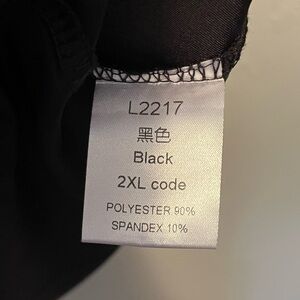 L2217
黑色
Black
2XL code
POLYESTER 90%
SPANDEX 10%